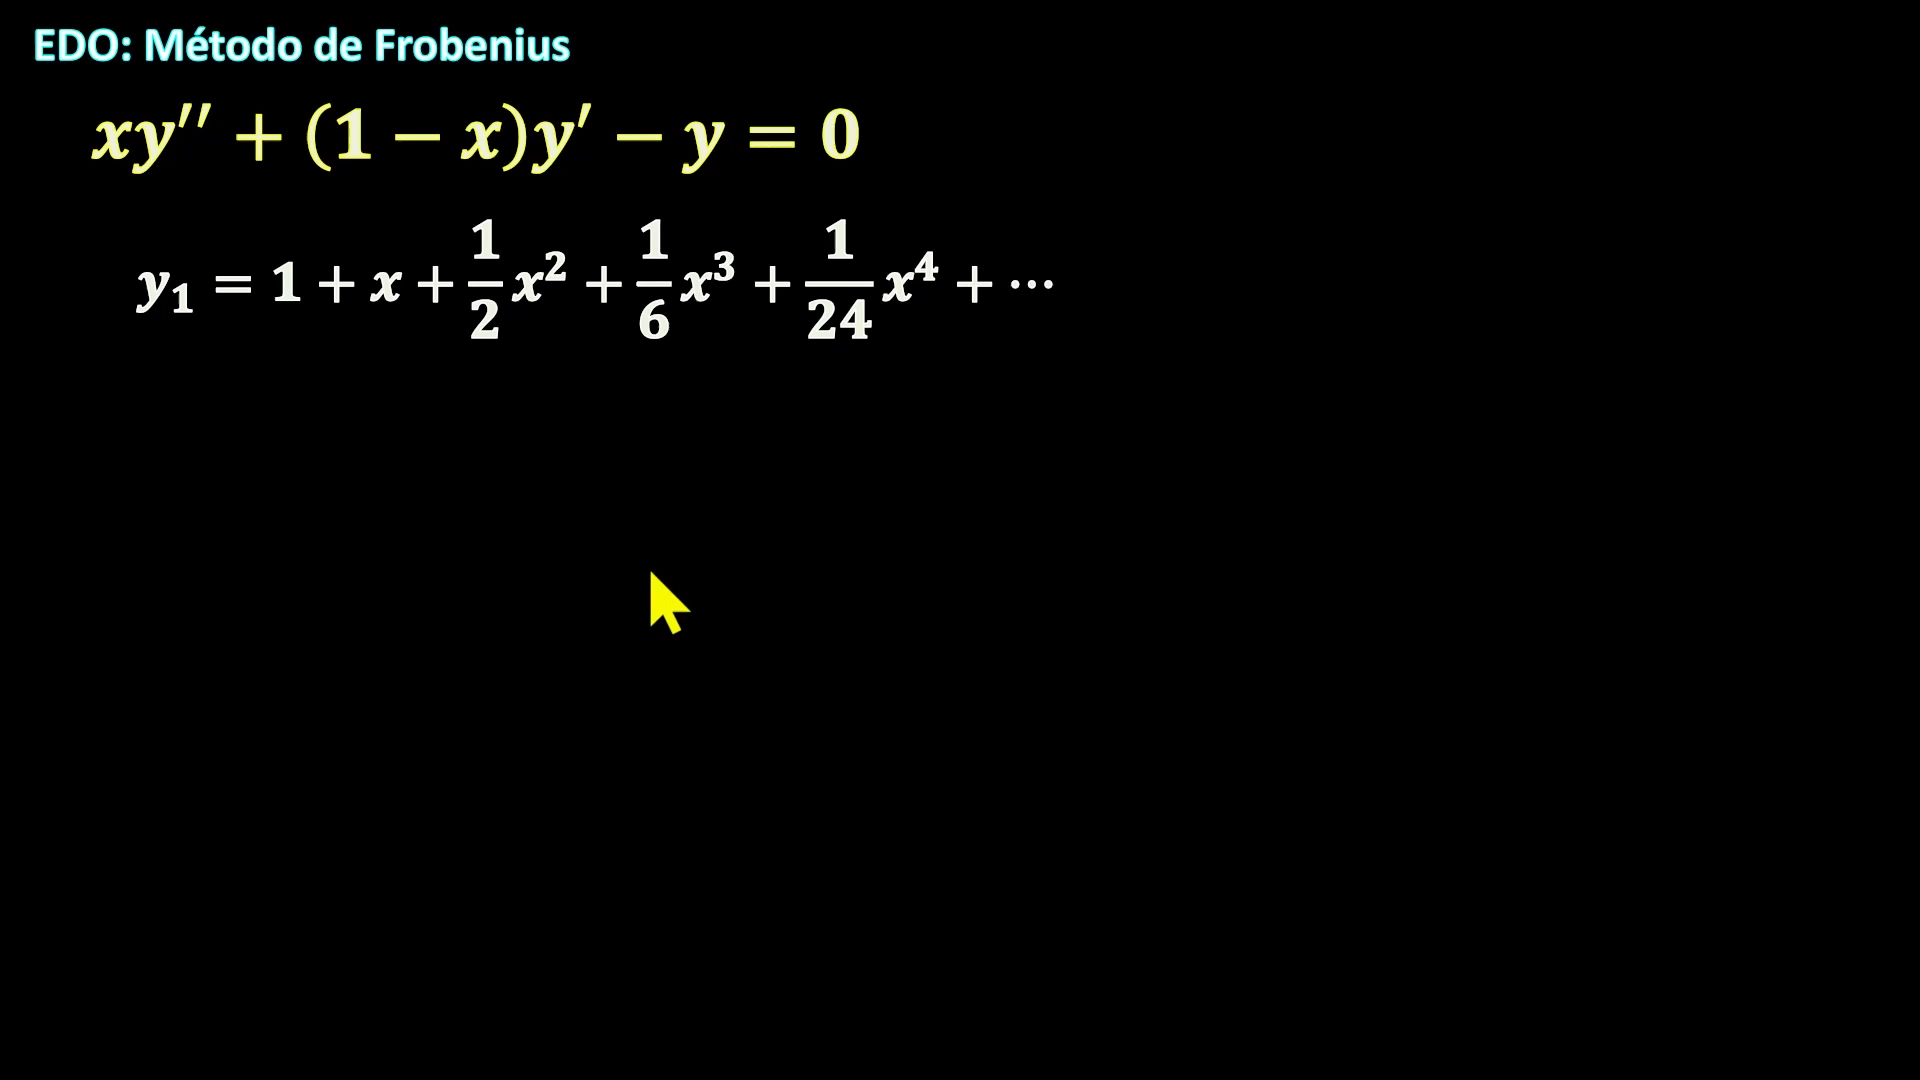 EDO: Método de Frobenius
xy′′ + (1 − x)y′ − y = 0
y₁ = 1 + x + 1/2 x² + 1/6 x³ + 1/24 x⁴ + ⋯